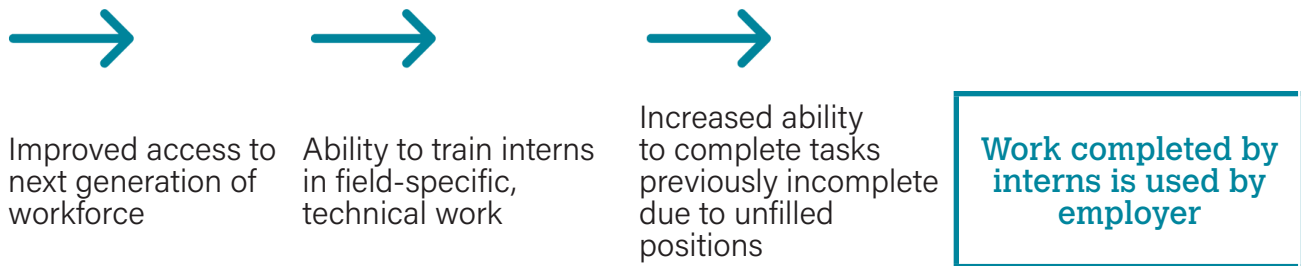 Improved access to
next generation of
workforce
Ability to train interns
in field-specific,
technical work
Increased ability
to complete tasks
previously incomplete
due to unfilled
positions
Work completed by
interns is used by
employer